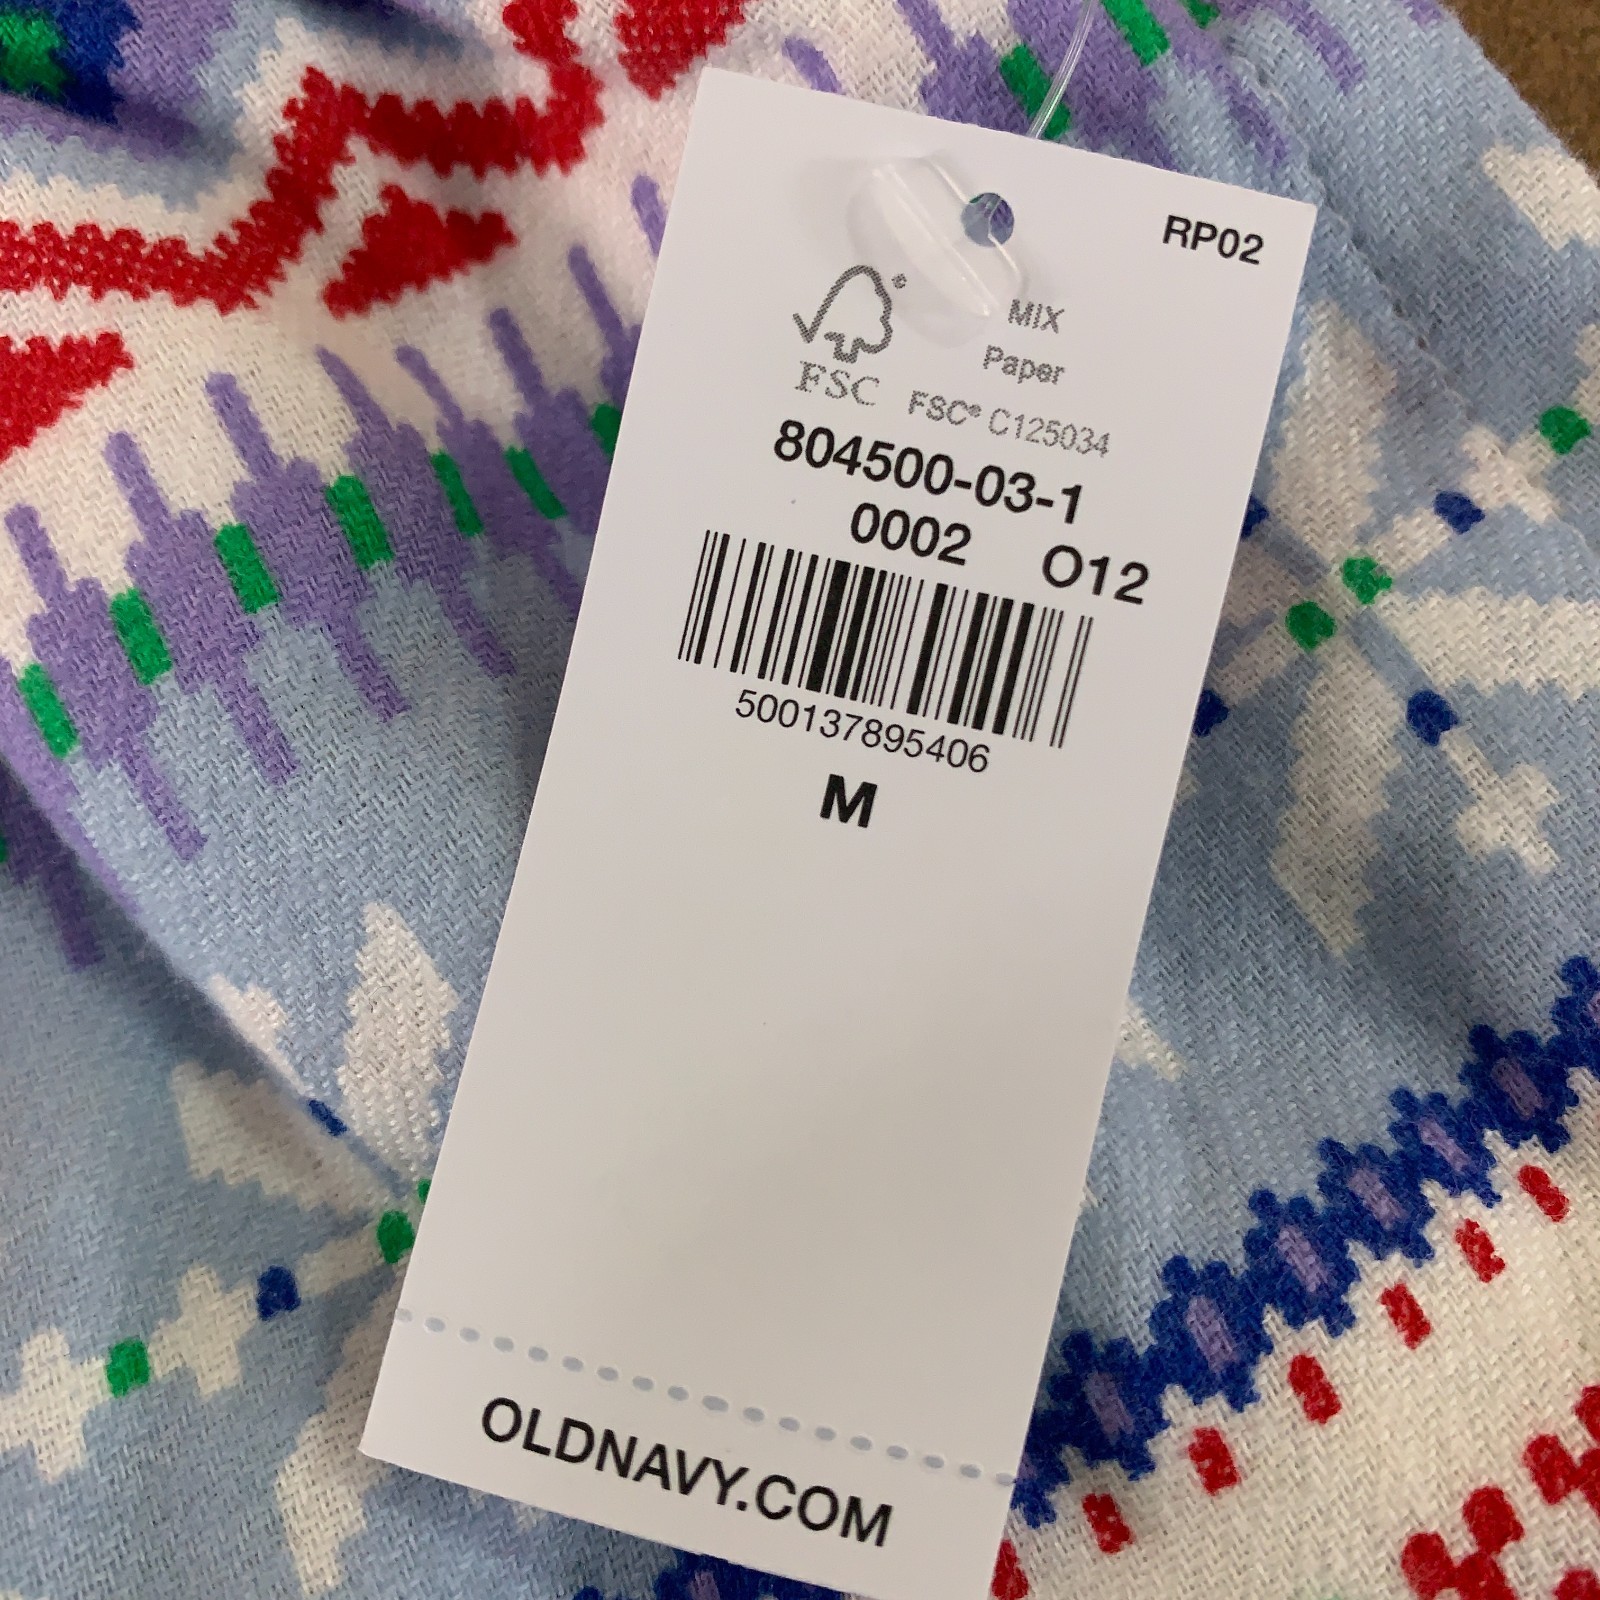 RP02
MIX
Paper
FSC® FSC® C125034
804500-03-1
0002 O12
500137895406
M
OLDNAVY.COM